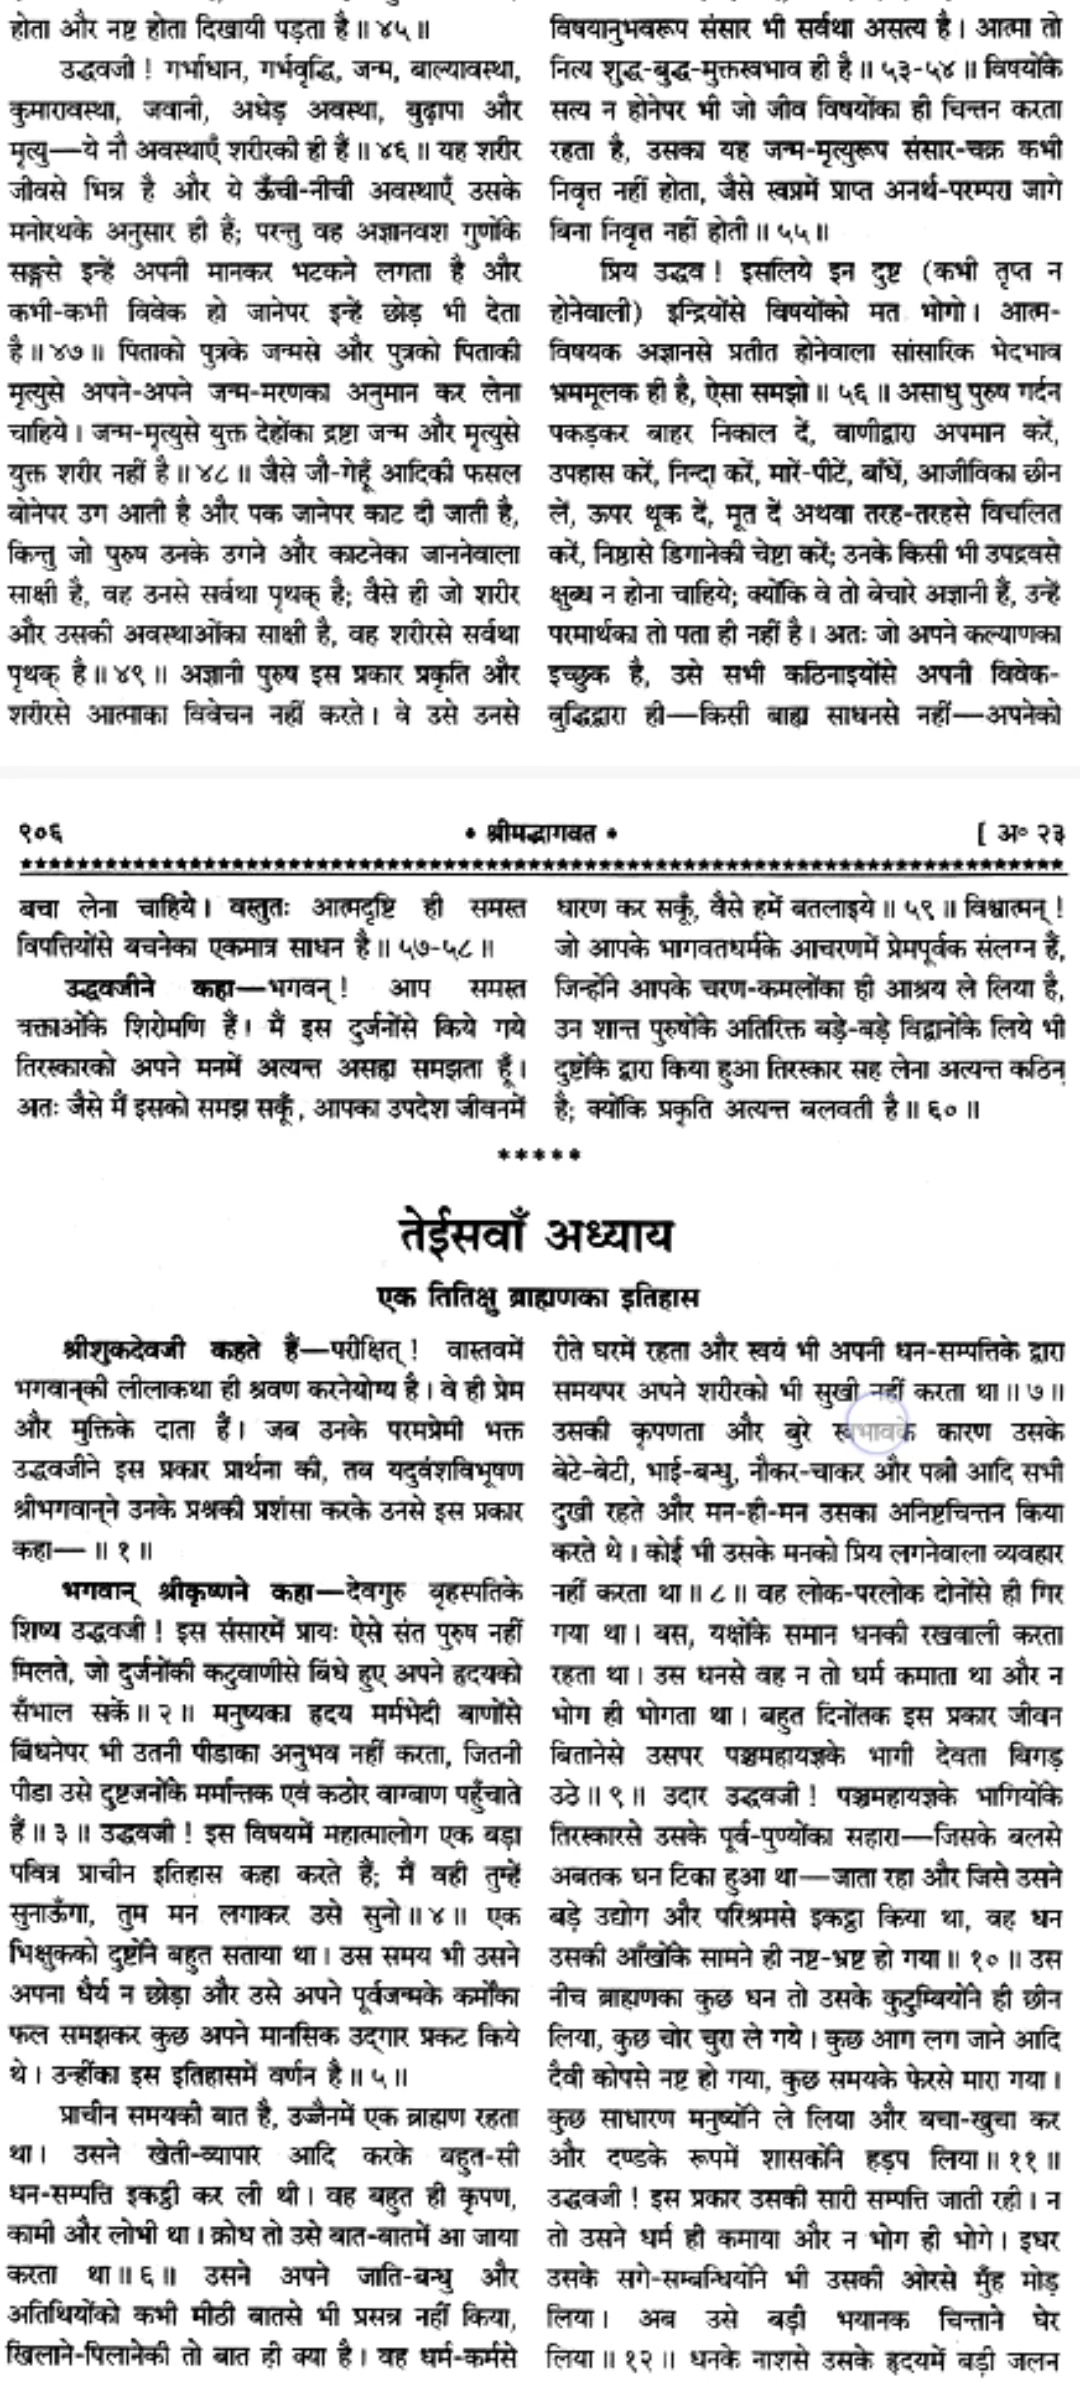 होता और नष्ट होता दिखायी पड़ता है॥ ४५॥
उद्धवजी! गर्भाधान, गर्भवृद्धि, जन्म, बाल्यावस्था,
कुमारावस्था, जवानी, अधेड़ अवस्था, बुढ़ापा और
मृत्यु—ये नौ अवस्थाएँ शरीरकी ही हैं॥ ४६॥ यह शरीर
जीवसे भिन्न है और ये ऊँची-नीची अवस्थाएँ उसके
मनोरथके अनुसार ही हैं; परन्तु वह अज्ञानवश गुणोंके
सङ्गसे इन्हें अपनी मानकर भटकने लगता है और
कभी-कभी विवेक हो जानेपर इन्हें छोड़ भी देता
है॥ ४७॥ पिताको पुत्रके जन्मसे और पुत्रको पिताकी
मृत्युसे अपने-अपने जन्म-मरणका अनुमान कर लेना
चाहिये। जन्म-मृत्युसे युक्त देहोंका द्रष्टा जन्म और मृत्युसे
युक्त शरीर नहीं है॥ ४८॥ जैसे जौ-गेहूँ आदिकी फसल
बोनेपर उग आती है और पक जानेपर काट दी जाती है,
किन्तु जो पुरुष उनके उगने और काटनेका जाननेवाला
साक्षी है, वह उनसे सर्वथा पृथक् है; वैसे ही जो शरीर
और उसकी अवस्थाओंका साक्षी है, वह शरीरसे सर्वथा
पृथक् है॥ ४९॥ अज्ञानी पुरुष इस प्रकार प्रकृति और
शरीरसे आत्माका विवेचन नहीं करते। वे उसे उनसे
विषयानुभवरूप संसार भी सर्वथा असत्य है। आत्मा तो
नित्य शुद्ध-बुद्ध-मुक्तस्वभाव ही है॥ ५३-५४॥ विषयोंके
सत्य न होनेपर भी जो जीव विषयोंका ही चिन्तन करता
रहता है, उसका यह जन्म-मृत्युरूप संसार-चक्र कभी
निवृत्त नहीं होता, जैसे स्वप्नमें प्राप्त अनर्थ-परम्परा जागे
बिना निवृत्त नहीं होती॥ ५५॥
प्रिय उद्धव! इसलिये इन दुष्ट (कभी तृप्त न
होनेवाली) इन्द्रियोंसे विषयोंको मत भोगो। आत्म-
विषयक अज्ञानसे प्रतीत होनेवाला सांसारिक भेदभाव
भ्रममूलक ही है, ऐसा समझो॥ ५६॥ असाधु पुरुष गर्दन
पकड़कर बाहर निकाल दें, वाणीद्वारा अपमान करें,
उपहास करें, निन्दा करें, मारें-पीटें, बाँधें, आजीविका छीन
लें, ऊपर थूक दें, मूत दें अथवा तरह-तरहसे विचलित
करें, निष्ठासे डिगानेकी चेष्टा करें; उनके किसी भी उपद्रवसे
क्षुब्ध न होना चाहिये; क्योंकि वे तो बेचारे अज्ञानी हैं, उन्हें
परमार्थका तो पता ही नहीं है। अतः जो अपने कल्याणका
इच्छुक है, उसे सभी कठिनाइयोंसे अपनी विवेक-
बुद्धिद्वारा ही—किसी बाह्य साधनसे नहीं—अपनेको
९०६ • श्रीमद्भागवत • [ अ० २३
बचा लेना चाहिये। वस्तुतः आत्मदृष्टि ही समस्त
विपत्तियोंसे बचनेका एकमात्र साधन है॥ ५७-५८॥
उद्धवजीने कहा—भगवन्! आप समस्त
वक्ताओंके शिरोमणि हैं। मैं इस दुर्जनोंसे किये गये
तिरस्कारको अपने मनमें अत्यन्त असह्य समझता हूँ।
अतः जैसे मैं इसको समझ सकूँ, आपका उपदेश जीवनमें
धारण कर सकूँ, वैसे हमें बतलाइये॥ ५९॥ विश्वात्मन्!
जो आपके भागवतधर्मके आचरणमें प्रेमपूर्वक संलग्न हैं,
जिन्होंने आपके चरण-कमलोंका ही आश्रय ले लिया है,
उन शान्त पुरुषोंके अतिरिक्त बड़े-बड़े विद्वानोंके लिये भी
दुष्टोंके द्वारा किया हुआ तिरस्कार सह लेना अत्यन्त कठिन
है; क्योंकि प्रकृति अत्यन्त बलवती है॥ ६०॥
*****
तेईसवाँ अध्याय
एक तितिक्षु ब्राह्मणका इतिहास
श्रीशुकदेवजी कहते हैं—परीक्षित्! वास्तवमें
भगवान्‌की लीलाकथा ही श्रवण करनेयोग्य है। वे ही प्रेम
और मुक्तिके दाता हैं। जब उनके परमप्रेमी भक्त
उद्धवजीने इस प्रकार प्रार्थना की, तब यदुवंशविभूषण
श्रीभगवान्‌ने उनके प्रश्नकी प्रशंसा करके उनसे इस प्रकार
कहा—॥ १॥
भगवान् श्रीकृष्णने कहा—देवगुरु बृहस्पतिके
शिष्य उद्धवजी! इस संसारमें प्रायः ऐसे संत पुरुष नहीं
मिलते, जो दुर्जनोंकी कटुवाणीसे बिंधे हुए अपने हृदयको
सँभाल सकें॥ २॥ मनुष्यका हृदय मर्मभेदी बाणोंसे
बिंधनेपर भी उतनी पीडाका अनुभव नहीं करता, जितनी
पीडा उसे दुष्टजनोंके मर्मान्तक एवं कठोर वाग्बाण पहुँचाते
हैं॥ ३॥ उद्धवजी! इस विषयमें महात्मालोग एक बड़ा
पवित्र प्राचीन इतिहास कहा करते हैं; मैं वही तुम्हें
सुनाऊँगा, तुम मन लगाकर उसे सुनो॥ ४॥ एक
भिक्षुकको दुष्टोंने बहुत सताया था। उस समय भी उसने
अपना धैर्य न छोड़ा और उसे अपने पूर्वजन्मके कर्मोंका
फल समझकर कुछ अपने मानसिक उद्‌गार प्रकट किये
थे। उन्हींका इस इतिहासमें वर्णन है॥ ५॥
प्राचीन समयकी बात है, उज्जैनमें एक ब्राह्मण रहता
था। उसने खेती-व्यापार आदि करके बहुत-सी
धन-सम्पत्ति इकट्ठी कर ली थी। वह बहुत ही कृपण,
कामी और लोभी था। क्रोध तो उसे बात-बातमें आ जाया
करता था॥ ६॥ उसने अपने जाति-बन्धु और
अतिथियोंको कभी मीठी बातसे भी प्रसन्न नहीं किया,
खिलाने-पिलानेकी तो बात ही क्या है। वह धर्म-कर्मसे
रीते घरमें रहता और स्वयं भी अपनी धन-सम्पत्तिके द्वारा
समयपर अपने शरीरको भी सुखी नहीं करता था॥ ७॥
उसकी कृपणता और बुरे स्वभावके कारण उसके
बेटे-बेटी, भाई-बन्धु, नौकर-चाकर और पत्नी आदि सभी
दुखी रहते और मन-ही-मन उसका अनिष्टचिन्तन किया
करते थे। कोई भी उसके मनको प्रिय लगनेवाला व्यवहार
नहीं करता था॥ ८॥ वह लोक-परलोक दोनोंसे ही गिर
गया था। बस, यक्षोंके समान धनकी रखवाली करता
रहता था। उस धनसे वह न तो धर्म कमाता था और न
भोग ही भोगता था। बहुत दिनोंतक इस प्रकार जीवन
बितानेसे उसपर पञ्चमहायज्ञके भागी देवता बिगड़
उठे॥ ९॥ उदार उद्धवजी! पञ्चमहायज्ञके भागियोंके
तिरस्कारसे उसके पूर्व-पुण्योंका सहारा—जिसके बलसे
अबतक धन टिका हुआ था—जाता रहा और जिसे उसने
बड़े उद्योग और परिश्रमसे इकट्ठा किया था, वह धन
उसकी आँखोंके सामने ही नष्ट-भ्रष्ट हो गया॥ १०॥ उस
नीच ब्राह्मणका कुछ धन तो उसके कुटुम्बियोंने ही छीन
लिया, कुछ चोर चुरा ले गये। कुछ आग लग जाने आदि
दैवी कोपसे नष्ट हो गया, कुछ समयके फेरसे मारा गया।
कुछ साधारण मनुष्योंने ले लिया और बचा-खुचा कर
और दण्डके रूपमें शासकोंने हड़प लिया॥ ११॥
उद्धवजी! इस प्रकार उसकी सारी सम्पत्ति जाती रही। न
तो उसने धर्म ही कमाया और न भोग ही भोगे। इधर
उसके सगे-सम्बन्धियोंने भी उसकी ओरसे मुँह मोड़
लिया। अब उसे बड़ी भयानक चिन्ताने घेर
लिया॥ १२॥ धनके नाशसे उसके हृदयमें बड़ी जलन